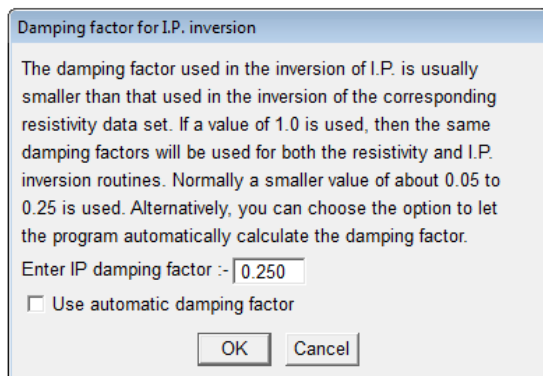 Damping factor for I.P. inversion
The damping factor used in the inversion of I.P. is usually
smaller than that used in the inversion of the corresponding
resistivity data set. If a value of 1.0 is used, then the same
damping factors will be used for both the resistivity and I.P.
inversion routines. Normally a smaller value of about 0.05 to
0.25 is used. Alternatively, you can choose the option to let
the program automatically calculate the damping factor.
Enter IP damping factor :- 0.250
Use automatic damping factor
OK Cancel